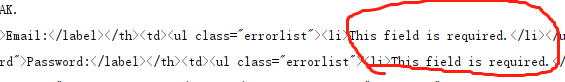 AK.
>Email:</label></th><td><ul class="errorlist"><li>This field is required.</li></u
rd">Password:</label></th><td><ul class="errorlist"><li>This field is required.<